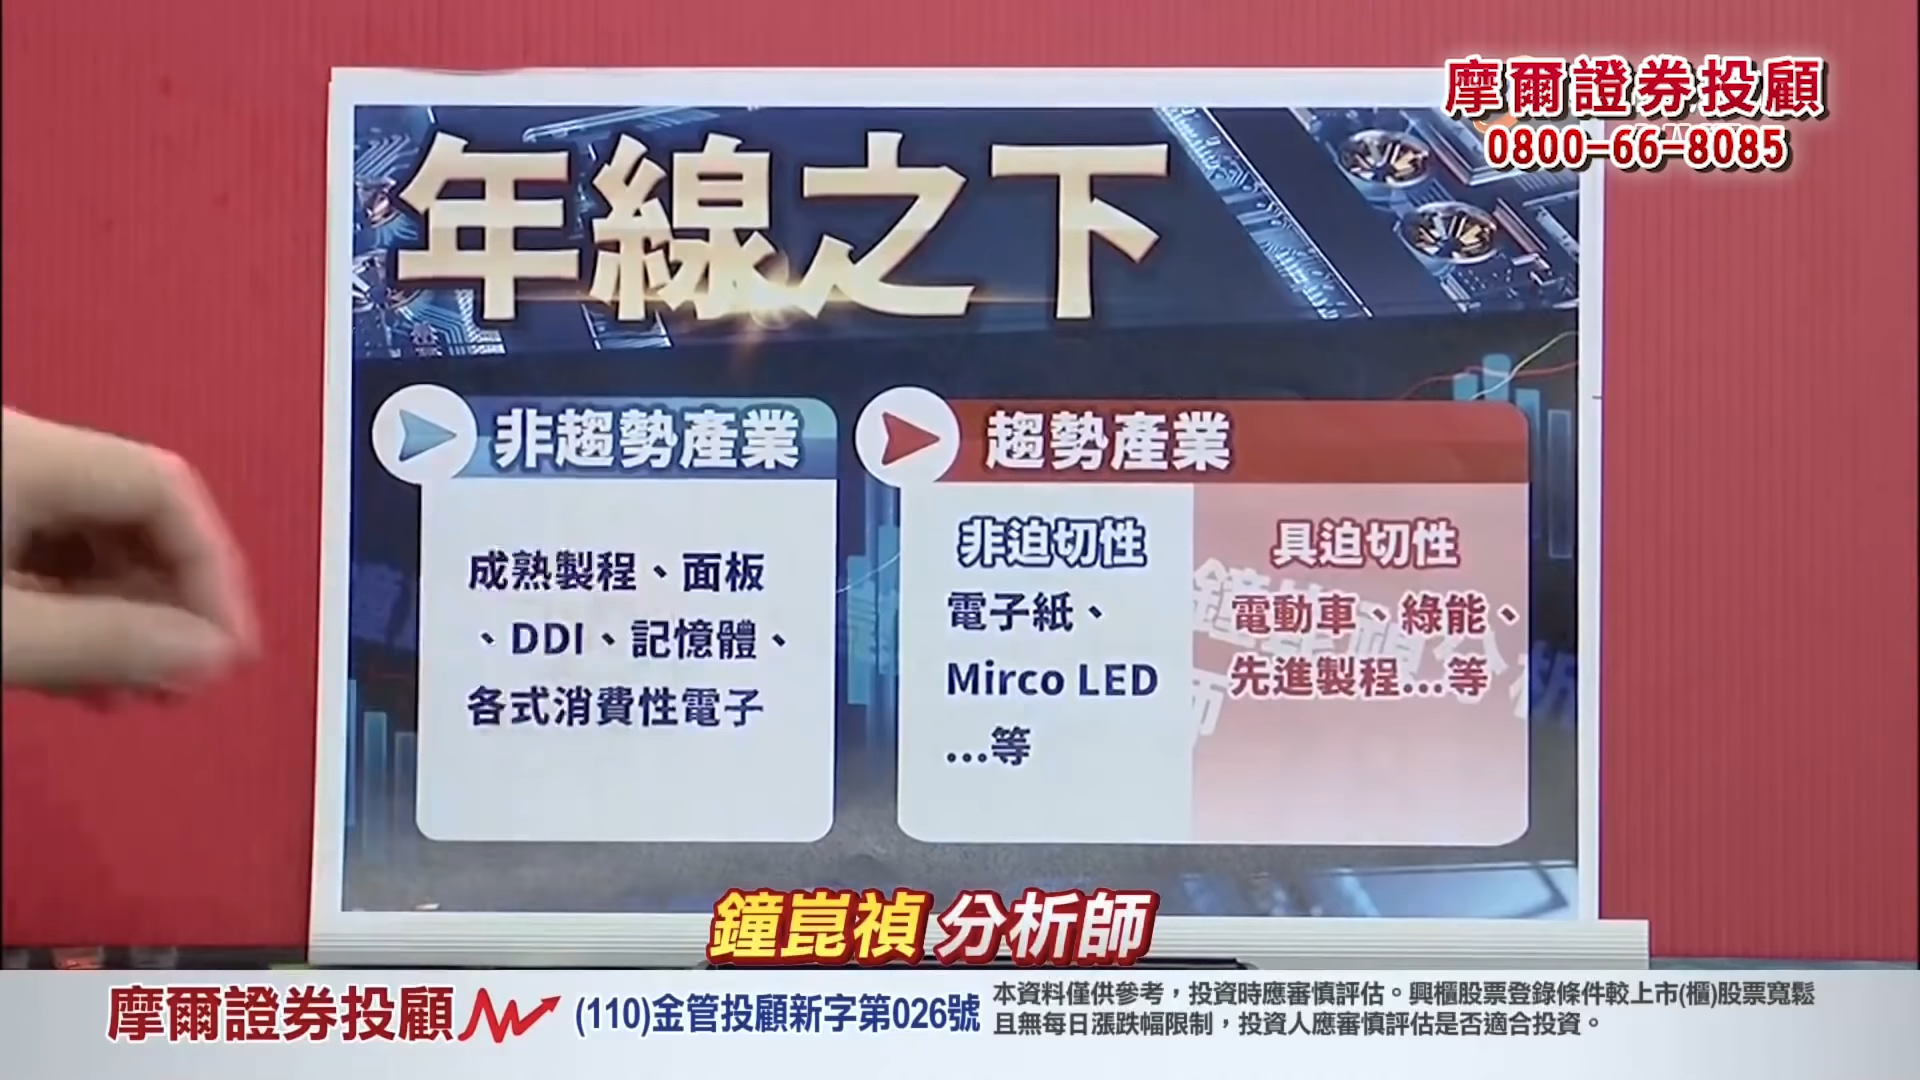 摩爾證券投顧
0800-66-8085
年線之下
非趨勢產業
成熟製程、面板
、DDI、記憶體、
各式消費性電子
趨勢產業
非迫切性
電子紙、
Mirco LED
...等
具迫切性
電動車、綠能、
先進製程...等
鐘崑禎分析師
鐘崑禎 分析師
摩爾證券投顧
(110)金管投顧新字第026號
本資料僅供參考，投資時應審慎評估。興櫃股票登錄條件較上市(櫃)股票寬鬆
且無每日漲跌幅限制，投資人應審慎評估是否適合投資。